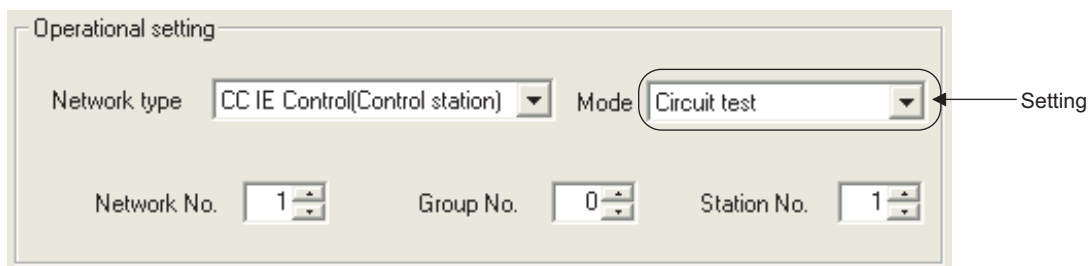 Operational setting
Network type CC IE Control(Control station) Mode Circuit test Setting
Network No. 1 Group No. 0 Station No. 1